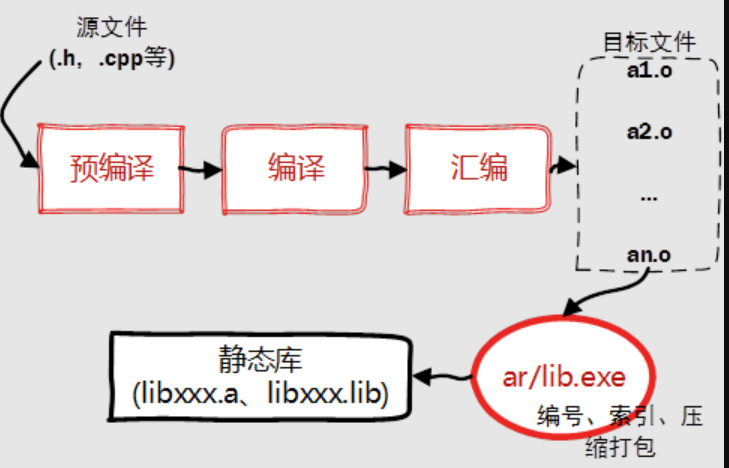 源文件
(.h，.cpp等)
目标文件
a1.o
a2.o
...
an.o
预编译
编译
汇编
ar/lib.exe
编号、索引、压
缩打包
静态库
(libxxx.a、libxxx.lib)